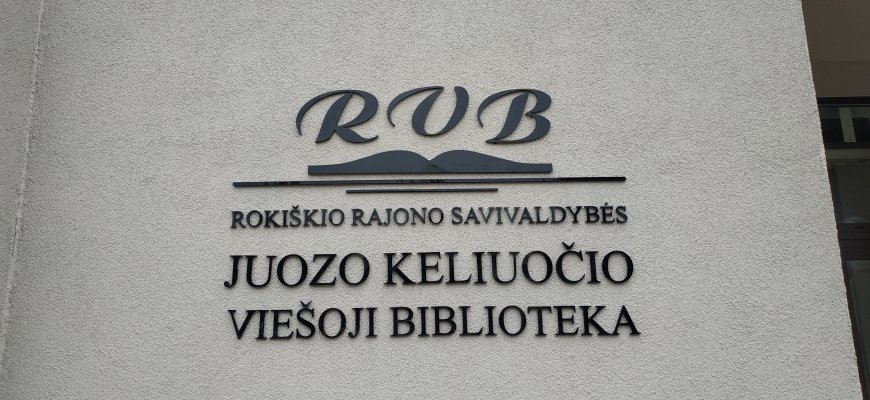 RVB
ROKIŠKIO RAJONO SAVIVALDYBĖS
JUOZO KELIUOČIO
VIEŠOJI BIBLIOTEKA